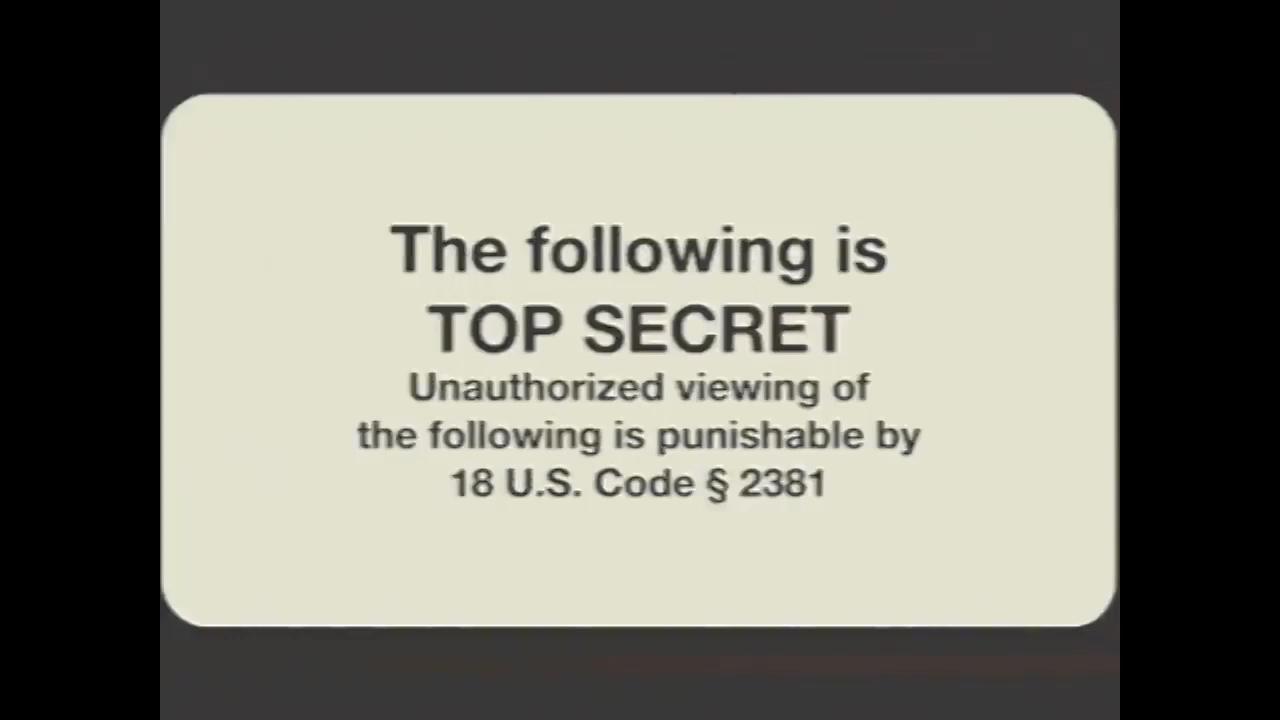 The following is
TOP SECRET
Unauthorized viewing of
the following is punishable by
18 U.S. Code § 2381